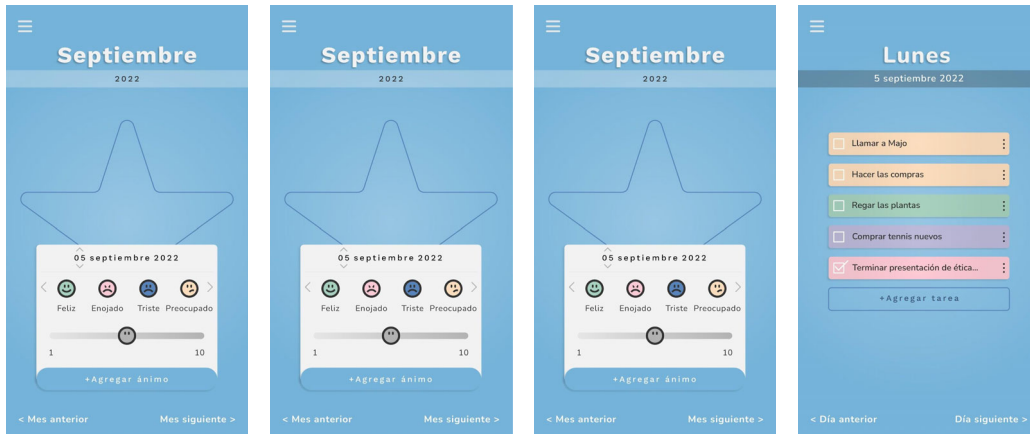 Septiembre
2022
05 septiembre 2022
Feliz Enojado Triste Preocupado
1 10
+Agregar ánimo
< Mes anterior Mes siguiente >
Septiembre
2022
05 septiembre 2022
Feliz Enojado Triste Preocupado
1 10
+Agregar ánimo
< Mes anterior Mes siguiente >
Septiembre
2022
05 septiembre 2022
Feliz Enojado Triste Preocupado
1 10
+Agregar ánimo
< Mes anterior Mes siguiente >
Lunes
5 septiembre 2022
Llamar a Majo
Hacer las compras
Regar las plantas
Comprar tennis nuevos
Terminar presentación de ética...
+Agregar tarea
< Día anterior Día siguiente >